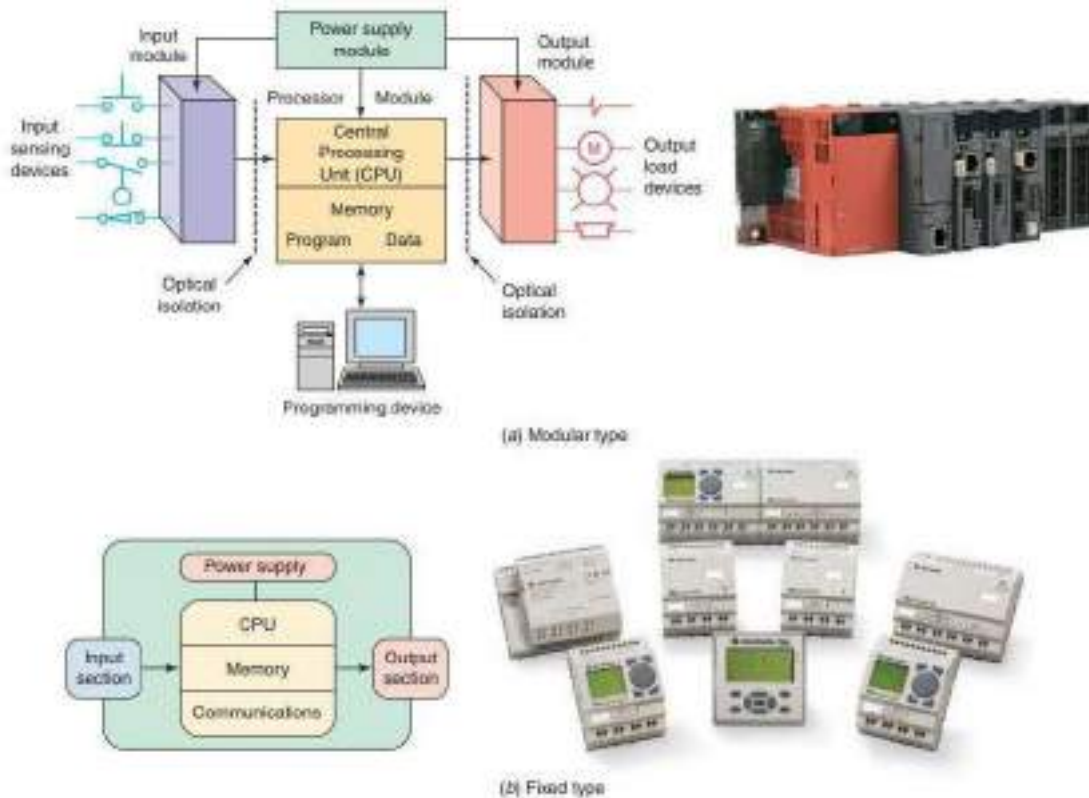 Power supply
module
Input
module
Output
module
Processor Module
Input
sensing
devices
Central
Processing
Unit (CPU)
M
Output
load
devices
Memory
Program Data
Optical
isolation
Optical
isolation
Programming device
(a) Modular type
Power supply
CPU
Input
section
Memory
Output
section
Communications
(b) Fixed type